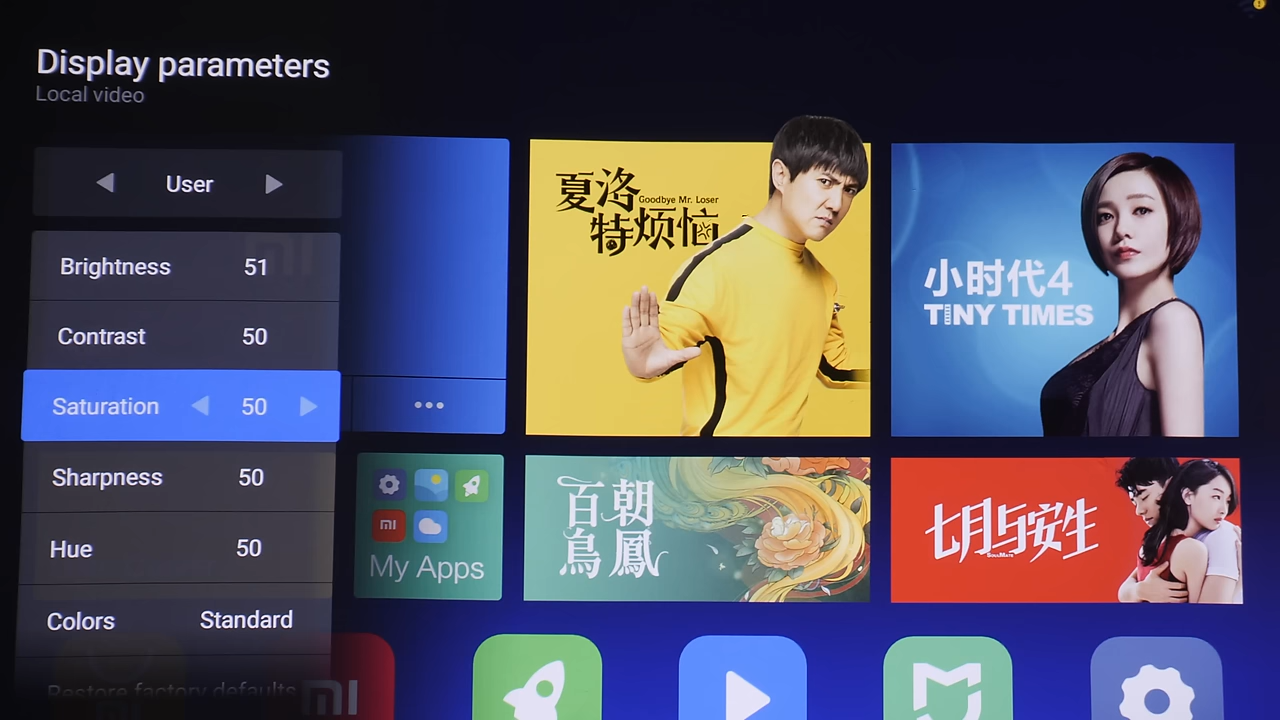 Display parameters
Local video
User
Brightness 51
Contrast 50
Saturation 50
Sharpness 50
Hue 50
Colors Standard
Restore factory defaults
夏洛
Goodbye Mr. Loser
特烦恼
小时代4
TINY TIMES
My Apps
百鳥
朝鳳
七月与安生
SOULMATE